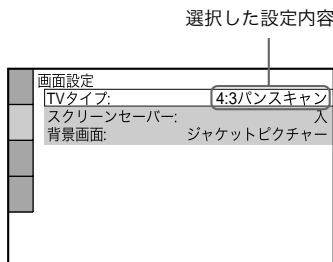 選択した設定内容
画面設定
TVタイプ: 4:3パンスキャン
スクリーンセーバー: 入
背景画面: ジャケットピクチャー